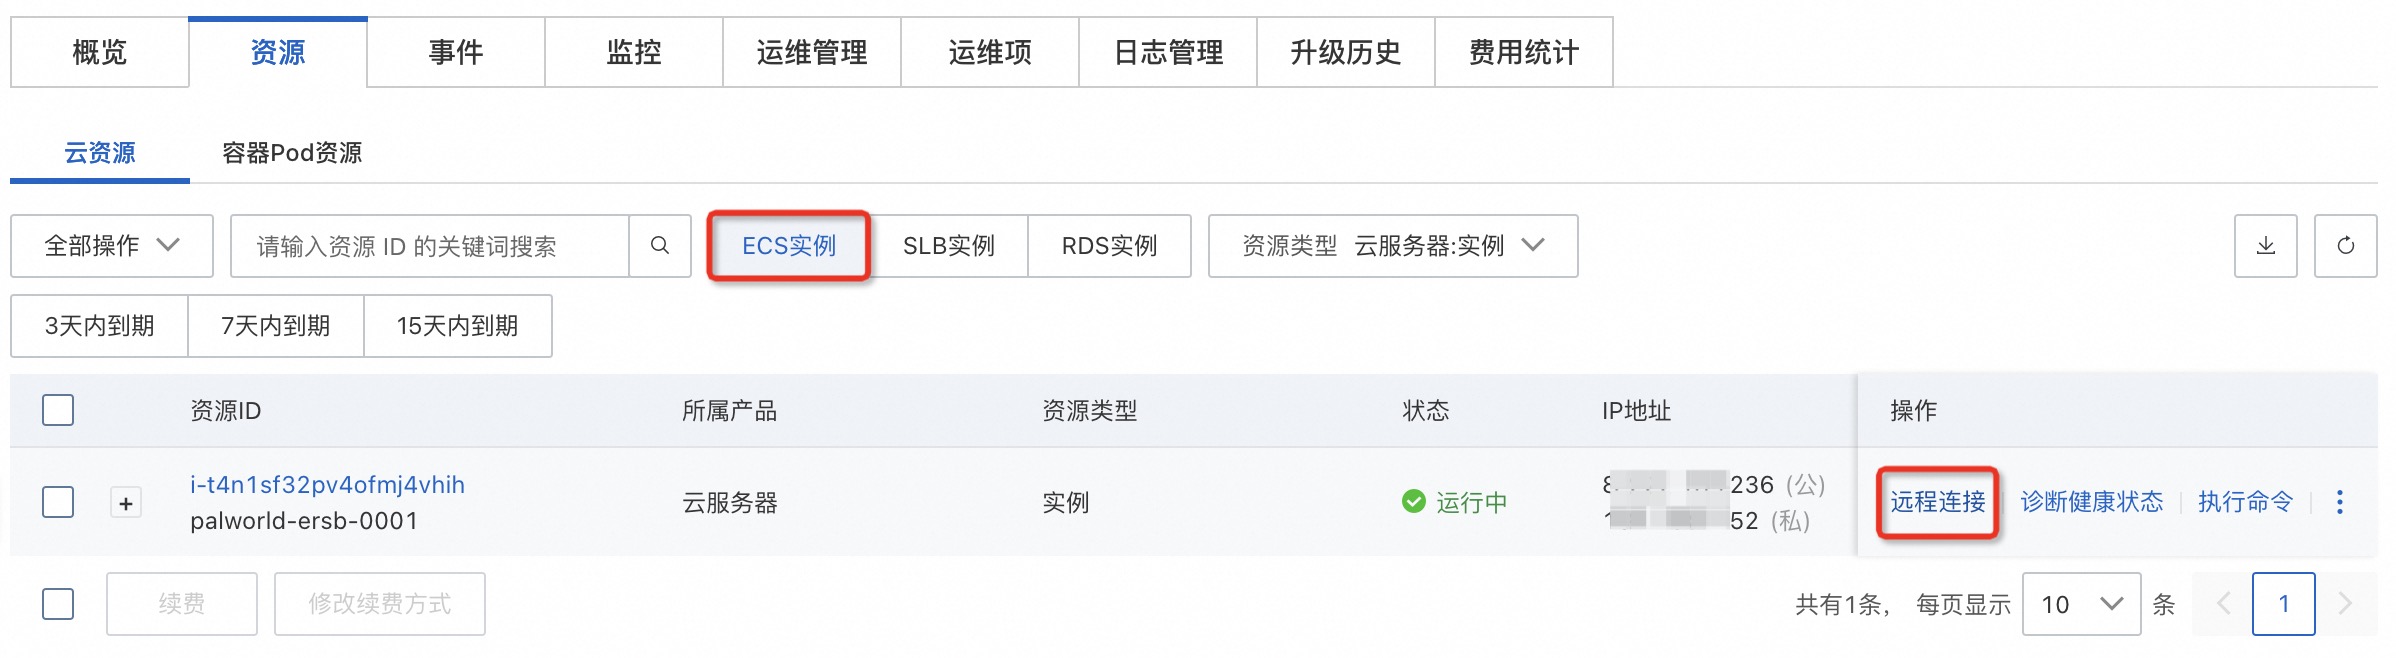 概览 资源 事件 监控 运维管理 运维项 日志管理 升级历史 费用统计
云资源 容器Pod资源
全部操作 请输入资源 ID 的关键词搜索 ECS实例 SLB实例 RDS实例 资源类型 云服务器:实例
3天内到期 7天内到期 15天内到期
资源ID 所属产品 资源类型 状态 IP地址 操作
i-t4n1sf32pv4ofmj4vhih
palworld-ersb-0001
云服务器 实例 运行中
236 (公)
52 (私)
远程连接 诊断健康状态 执行命令
续费 修改续费方式 共有1条, 每页显示 10 条 1